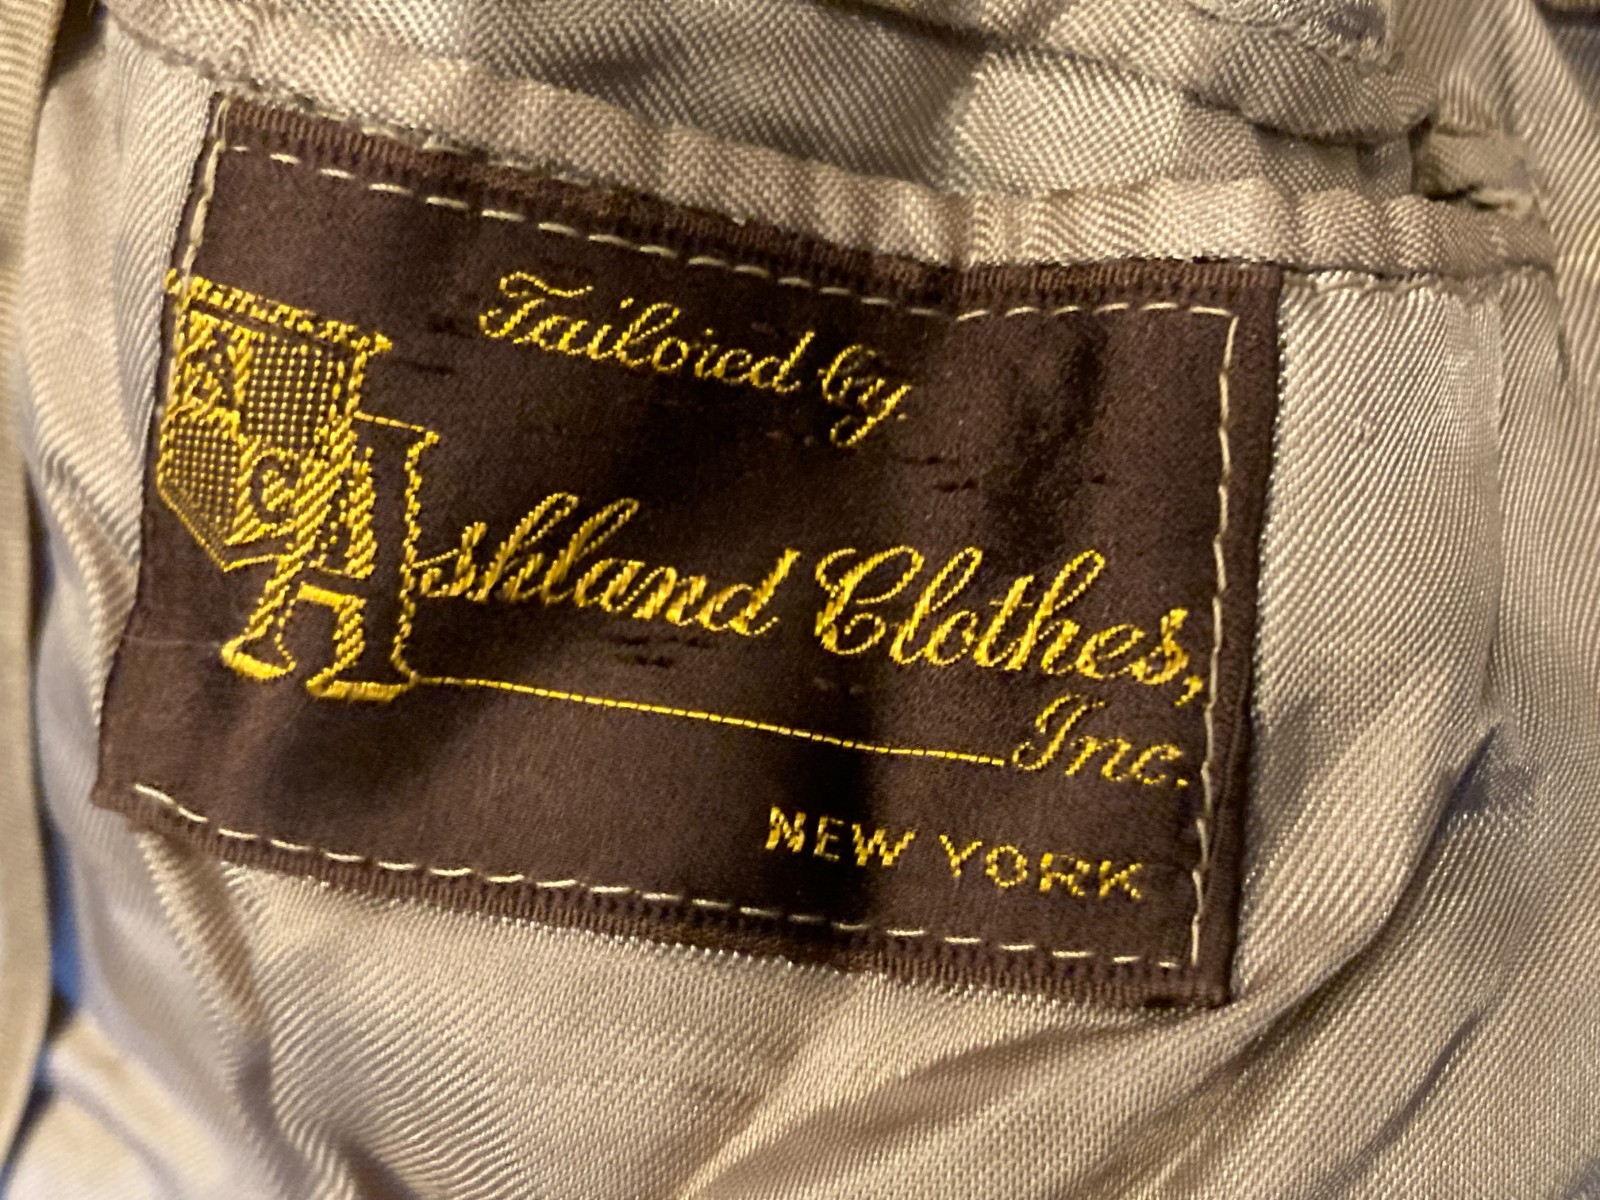 Tailored by
Ashland Clothes,
Inc.
NEW YORK